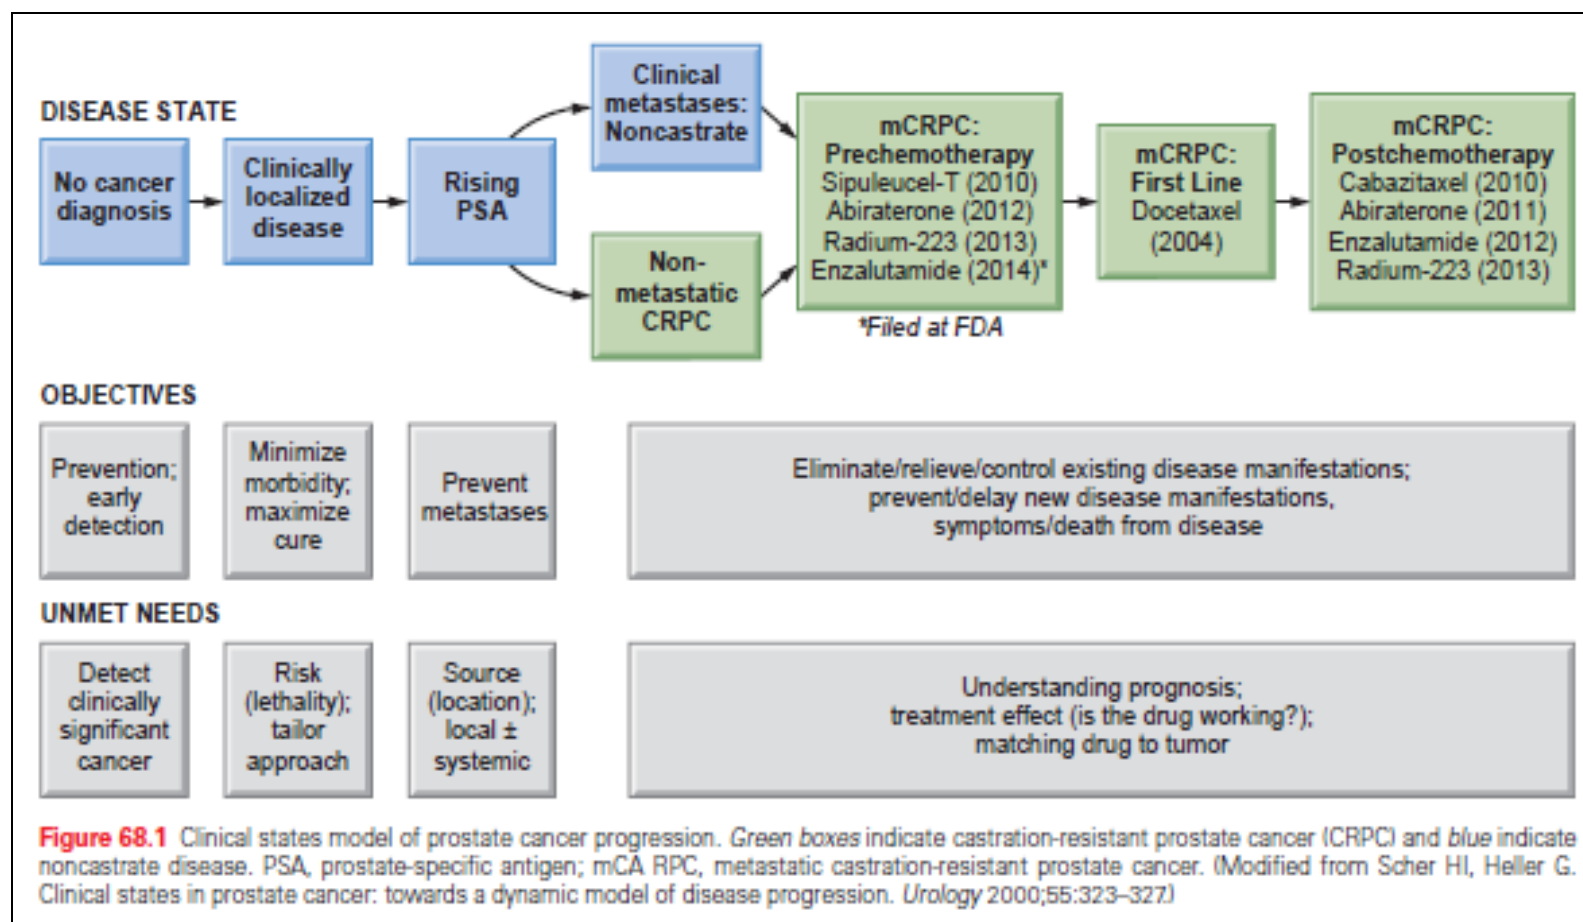 DISEASE STATE
No cancer
diagnosis
Clinically
localized
disease
Rising
PSA
Clinical
metastases:
Noncastrate
Non-
metastatic
CRPC
mCRPC:
Prechemotherapy
Sipuleucel-T (2010)
Abiraterone (2012)
Radium-223 (2013)
Enzalutamide (2014)*
*Filed at FDA
mCRPC:
First Line
Docetaxel
(2004)
mCRPC:
Postchemotherapy
Cabazitaxel (2010)
Abiraterone (2011)
Enzalutamide (2012)
Radium-223 (2013)
OBJECTIVES
Prevention;
early
detection
Minimize
morbidity;
maximize
cure
Prevent
metastases
Eliminate/relieve/control existing disease manifestations;
prevent/delay new disease manifestations,
symptoms/death from disease
UNMET NEEDS
Detect
clinically
significant
cancer
Risk
(lethality);
tailor
approach
Source
(location);
local ±
systemic
Understanding prognosis;
treatment effect (is the drug working?);
matching drug to tumor
Figure 68.1 Clinical states model of prostate cancer progression. Green boxes indicate castration-resistant prostate cancer (CRPC) and blue indicate
noncastrate disease. PSA, prostate-specific antigen; mCA RPC, metastatic castration-resistant prostate cancer. (Modified from Scher HI, Heller G.
Clinical states in prostate cancer: towards a dynamic model of disease progression. Urology 2000;55:323–327.)